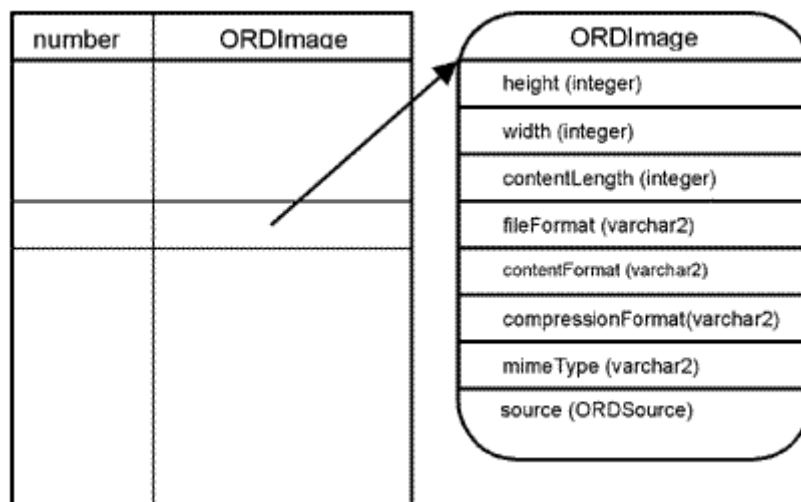 number ORDImage
ORDImage
height (integer)
width (integer)
contentLength (integer)
fileFormat (varchar2)
contentFormat (varchar2)
compressionFormat(varchar2)
mimeType (varchar2)
source (ORDSource)